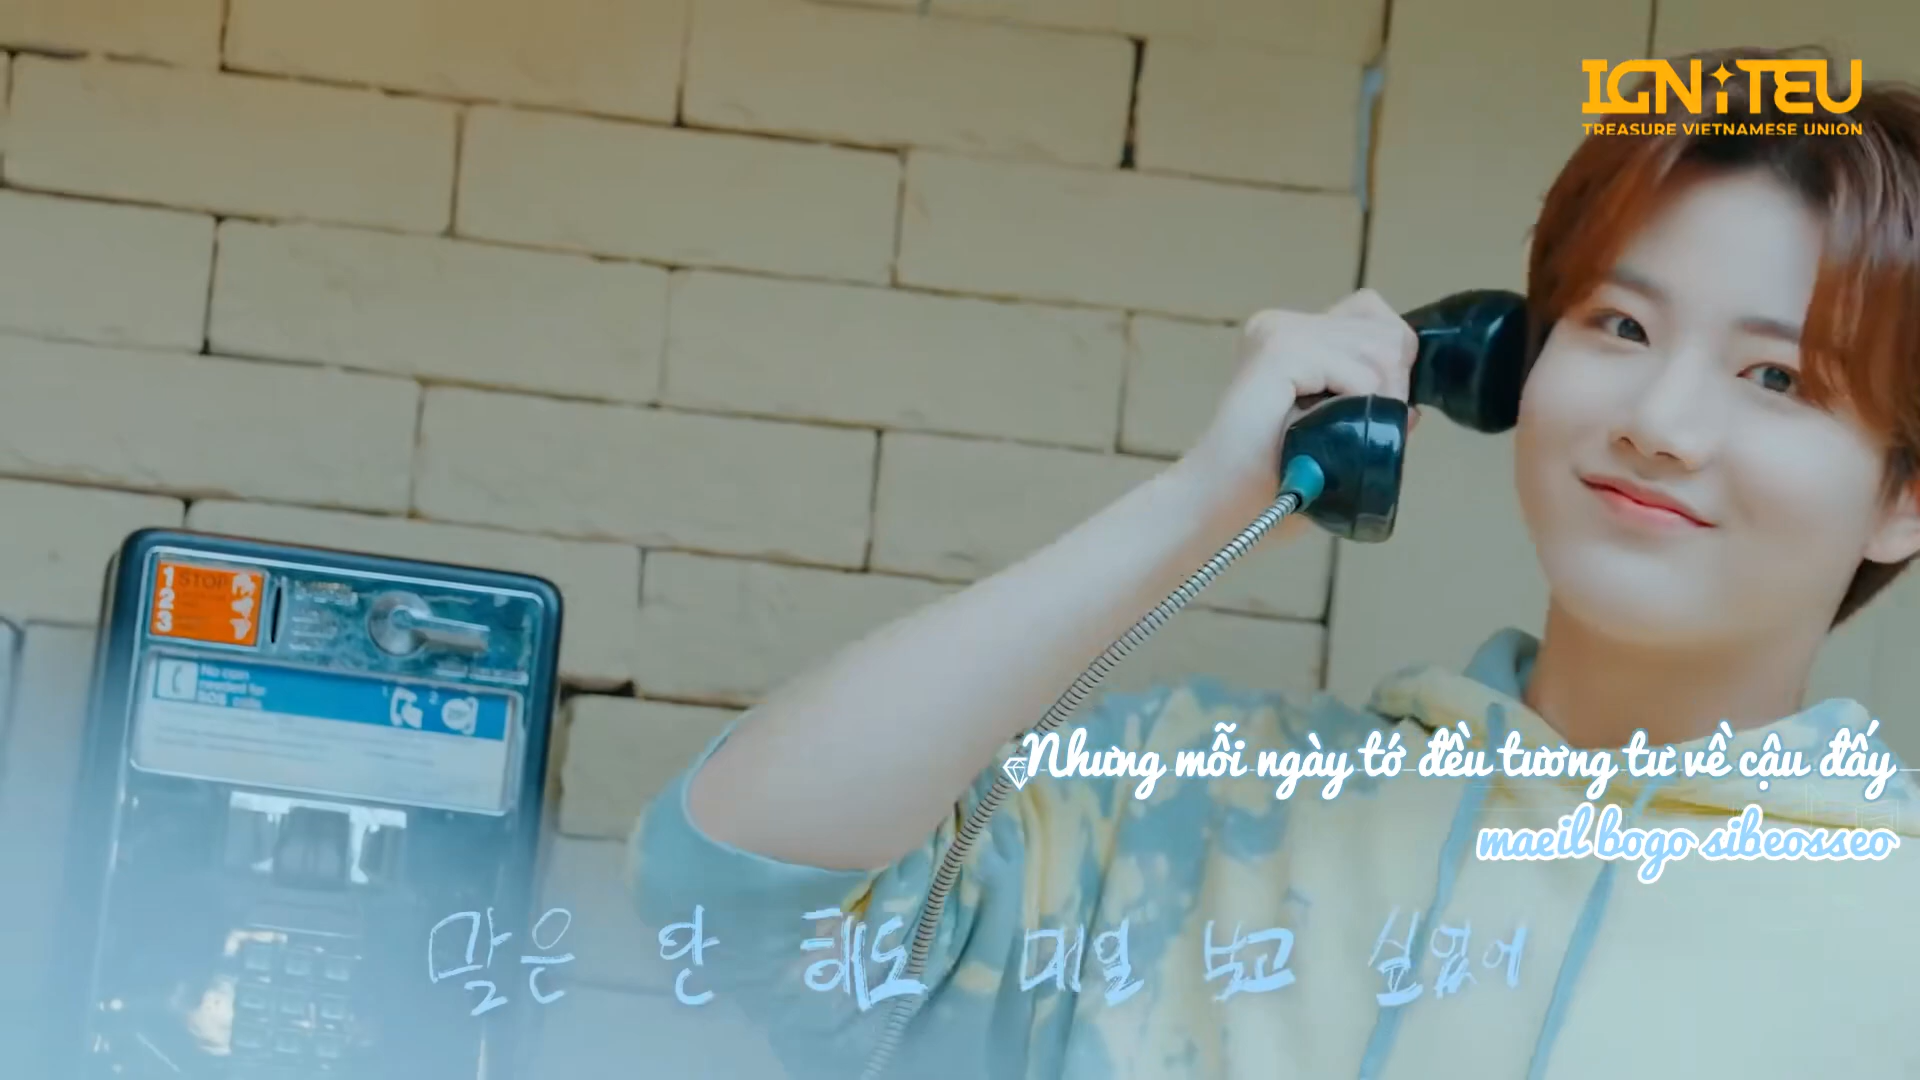 IGNITEU
TREASURE VIETNAMESE UNION
1 STOP
2
3
No coin
needed for
SOS calls
Nhưng mỗi ngày tớ đều tương tư về cậu đấy
maeil bogo sibeosseo
말은 안 해도 매일 보고 싶었어